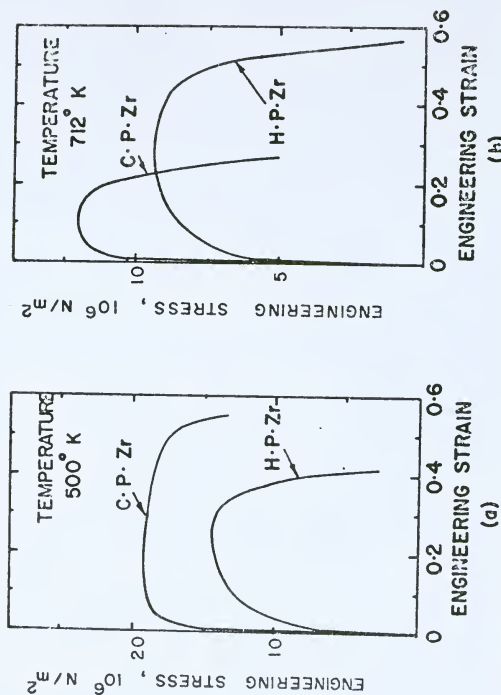 TEMPERATURE
500° K
C·P·Zr
H·P·Zr
20
10
0
0·2
0·4
0·6
ENGINEERING STRESS, 10⁶ N/m²
ENGINEERING STRAIN
(a)
TEMPERATURE
712° K
C·P·Zr
H·P·Zr
10
5
0
0·2
0·4
0·6
ENGINEERING STRESS, 10⁶ N/m²
ENGINEERING STRAIN
(b)